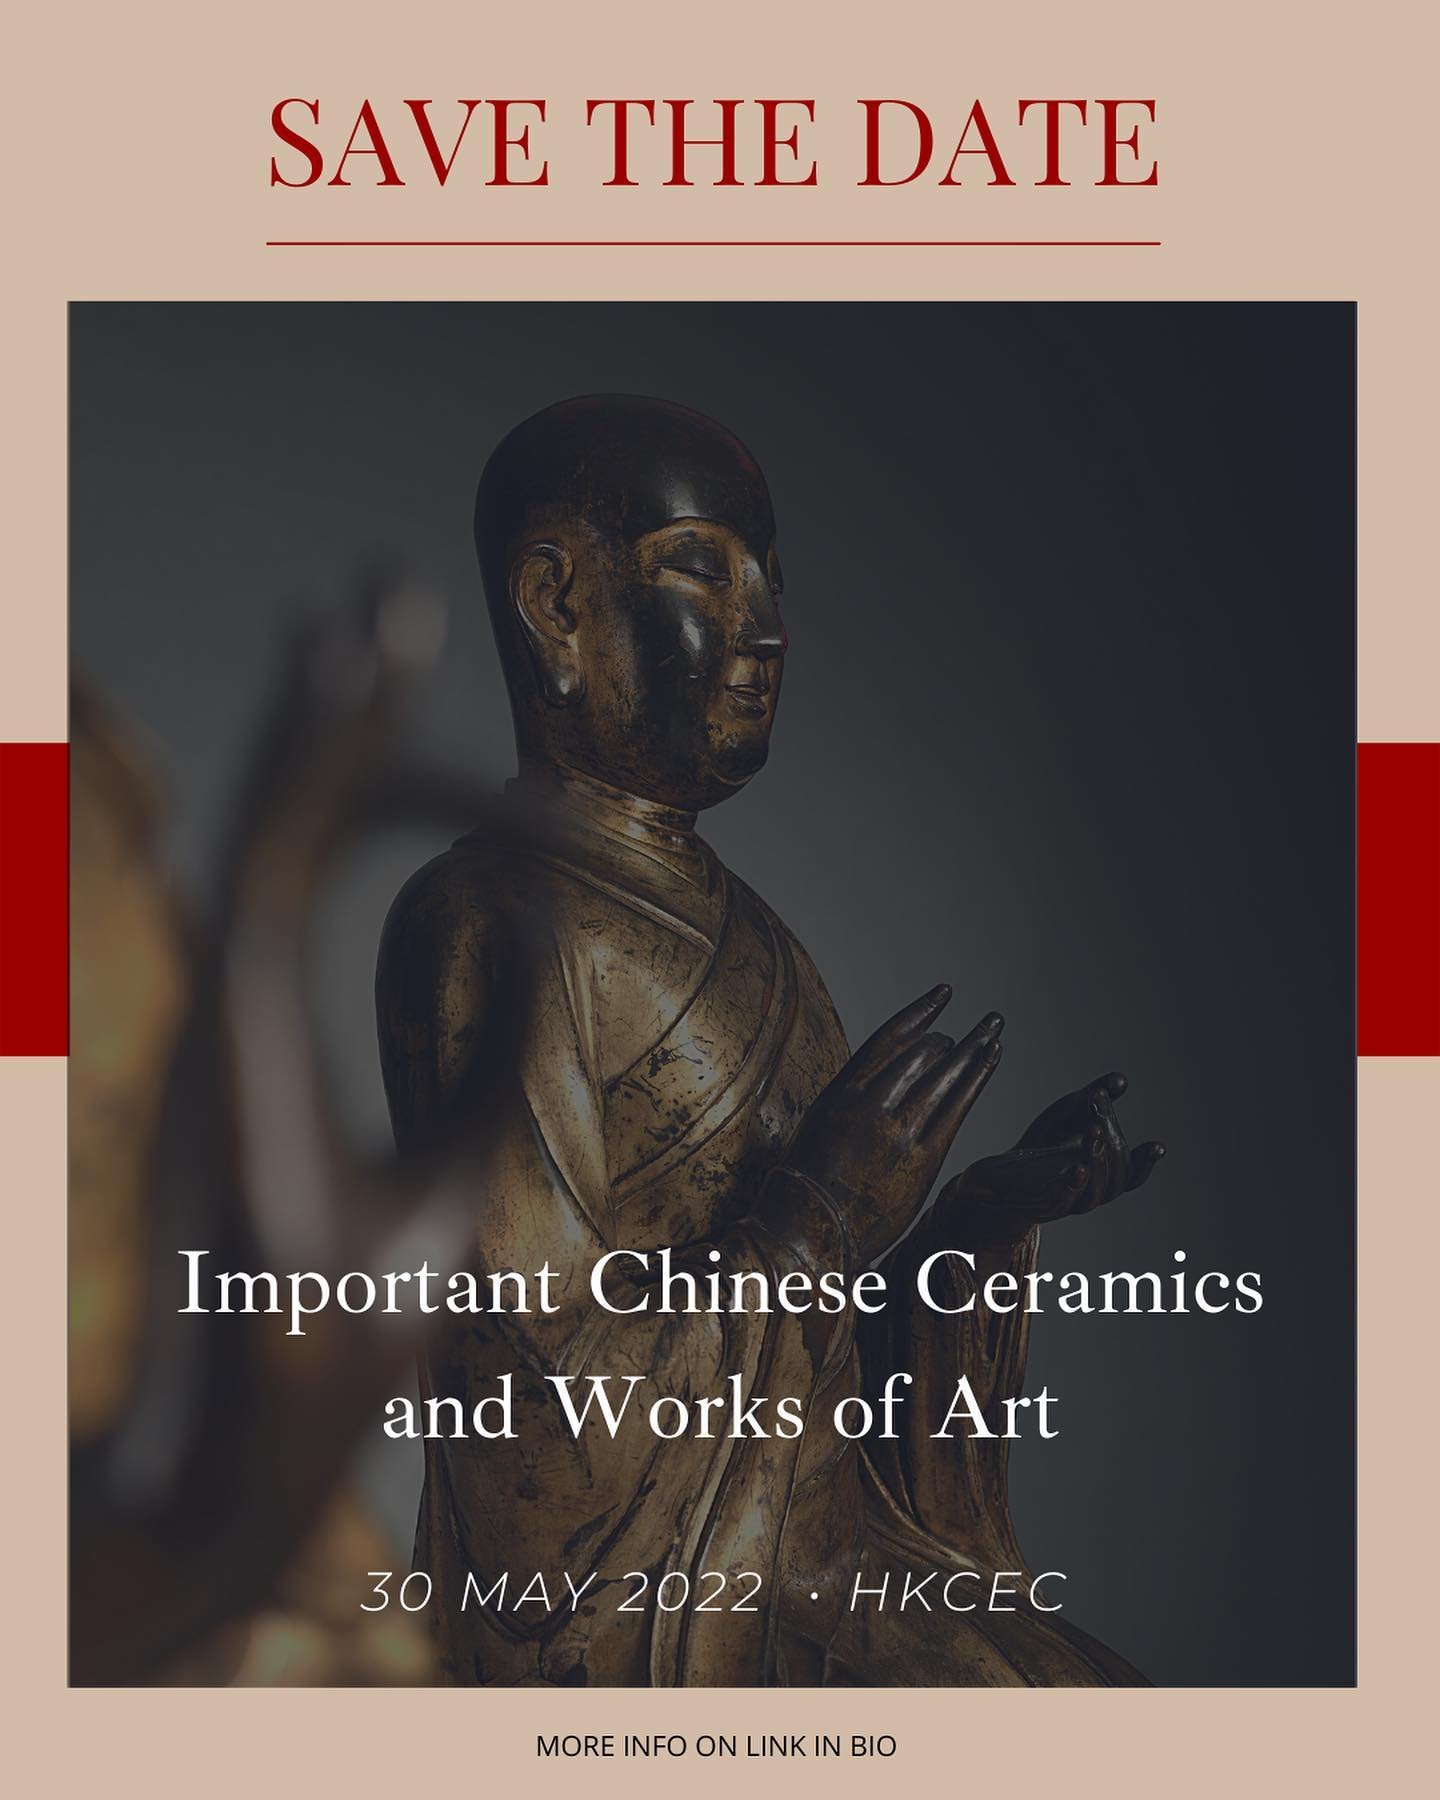 SAVE THE DATE
Important Chinese Ceramics
and Works of Art
30 MAY 2022 · HKCEC
MORE INFO ON LINK IN BIO